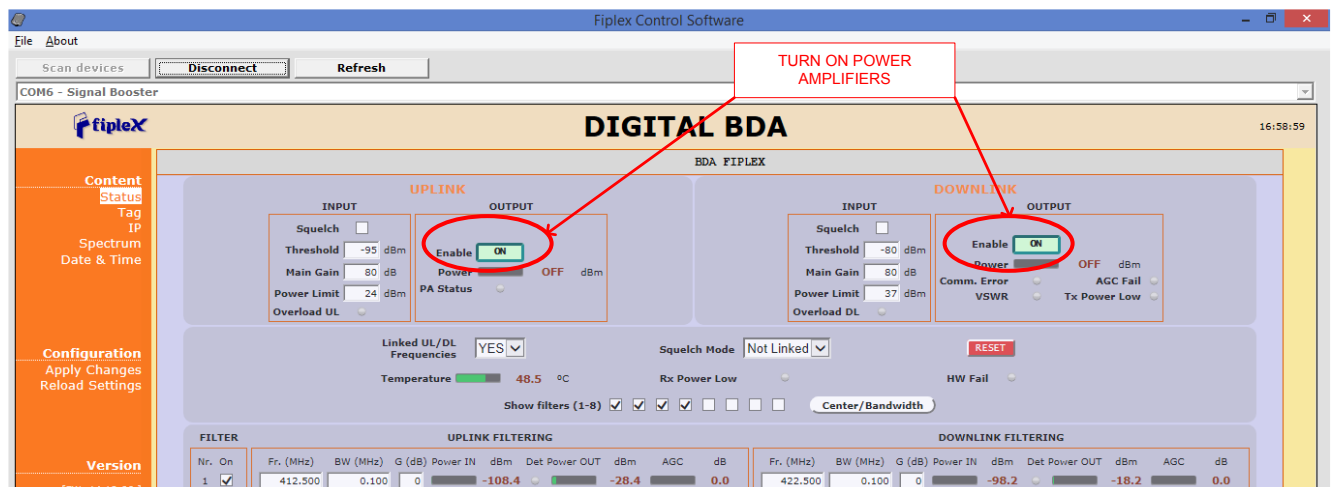 Fiplex Control Software
File About
Scan devices Disconnect Refresh
COM6 - Signal Booster
TURN ON POWER
AMPLIFIERS
fipleX
DIGITAL BDA
16:58:59
BDA FIPLEX
Content
Status
Tag
IP
Spectrum
Date & Time
Configuration
Apply Changes
Reload Settings
Version
UPLINK
INPUT OUTPUT
Squelch
Threshold -95 dBm
Main Gain 80 dB
Power Limit 24 dBm
Overload UL
Enable ON
Power OFF dBm
PA Status
DOWNLINK
INPUT OUTPUT
Squelch
Threshold -80 dBm
Main Gain 80 dB
Power Limit 37 dBm
Overload DL
Enable ON
Power OFF dBm
Comm. Error AGC Fail
VSWR Tx Power Low
Linked UL/DL
Frequencies YES
Squelch Mode Not Linked
RESET
Temperature 48.5 ºC Rx Power Low HW Fail
Show filters (1-8) Center/Bandwidth
FILTER UPLINK FILTERING DOWNLINK FILTERING
Nr. On Fr. (MHz) BW (MHz) G (dB) Power IN dBm Det Power OUT dBm AGC dB Fr. (MHz) BW (MHz) G (dB) Power IN dBm Det Power OUT dBm AGC dB
1 412.500 0.100 0 -108.4 -28.4 0.0 422.500 0.100 0 -98.2 -18.2 0.0